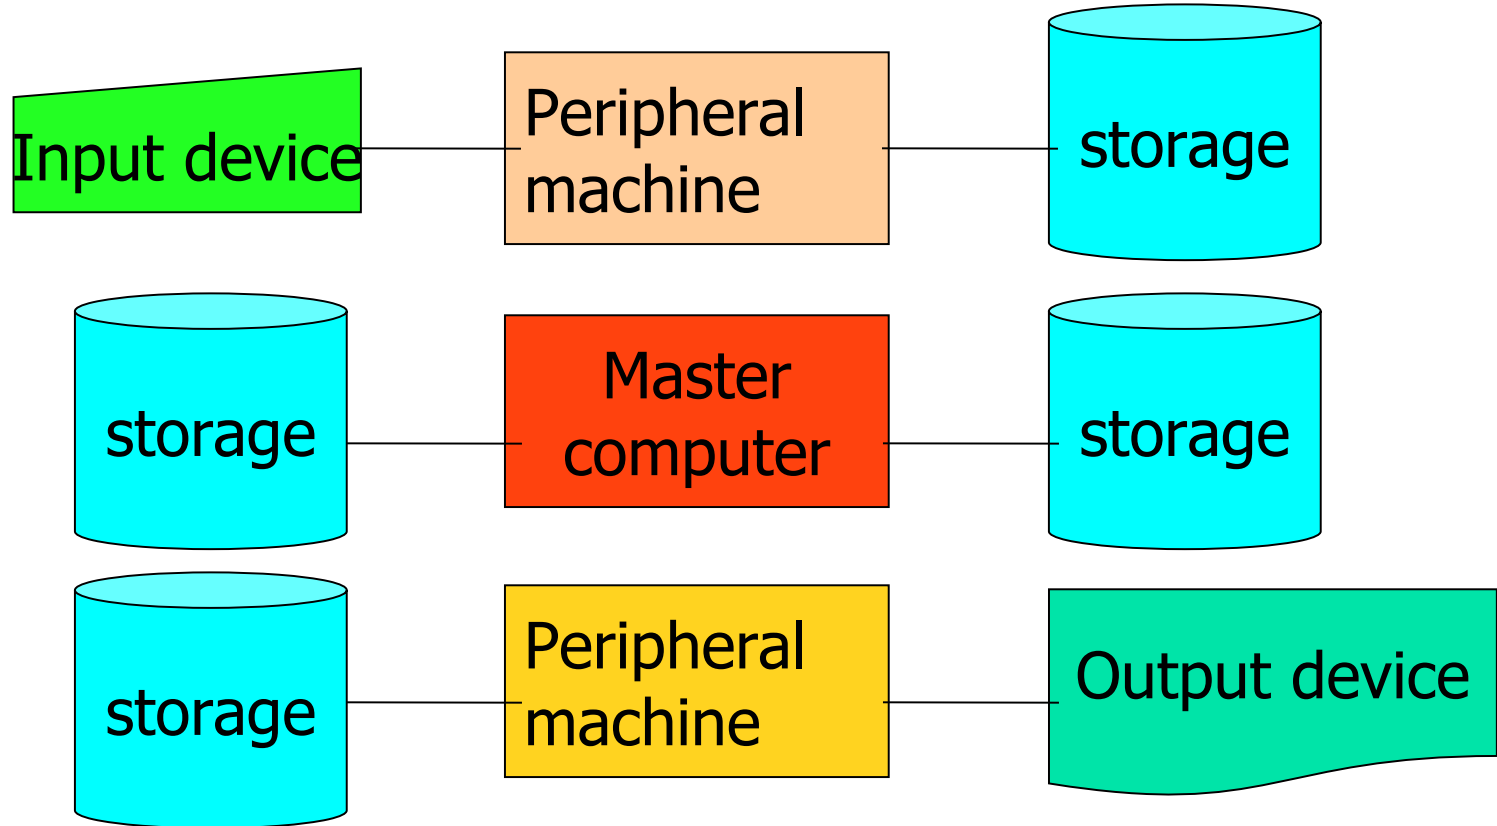 Input device
Peripheral
machine
storage
storage
Master
computer
storage
storage
Peripheral
machine
Output device